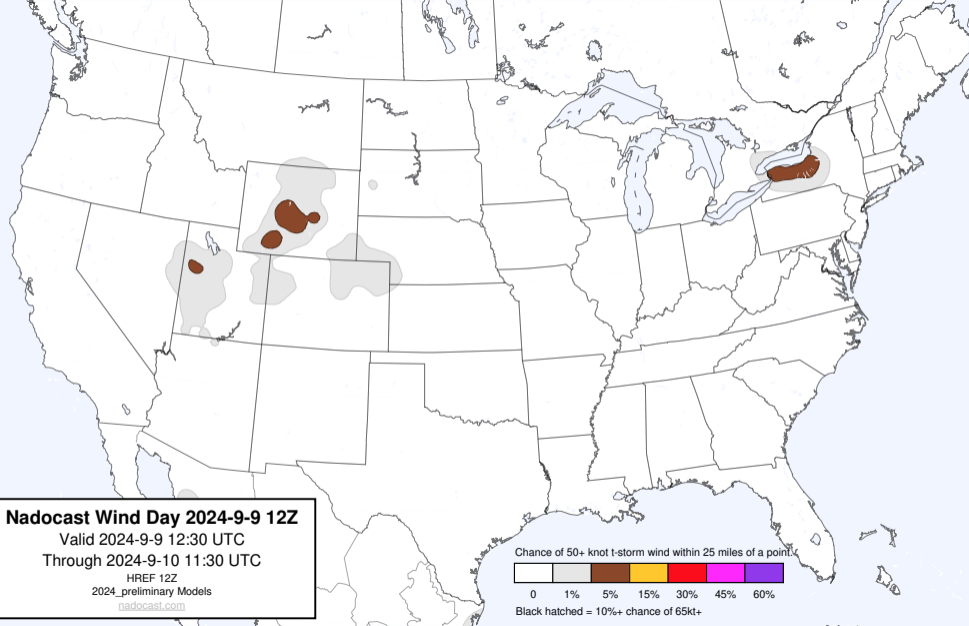 Nadocast Wind Day 2024-9-9 12Z
Valid 2024-9-9 12:30 UTC
Through 2024-9-10 11:30 UTC
HREF 12Z
2024_preliminary Models
nadocast.com
Chance of 50+ knot t-storm wind within 25 miles of a point.
0 1% 5% 15% 30% 45% 60%
Black hatched = 10%+ chance of 65kt+